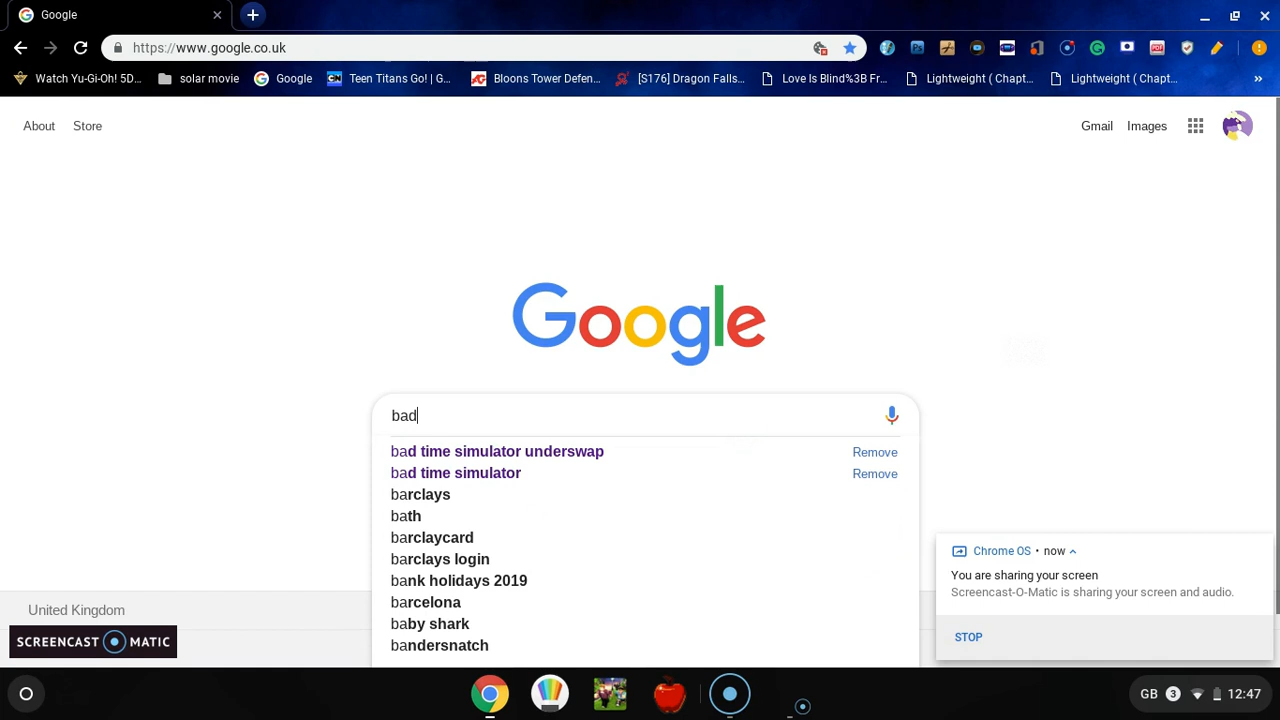 Google
https://www.google.co.uk
Watch Yu-Gi-Oh! 5D... solar movie Google Teen Titans Go! | G... Bloons Tower Defen... [S176] Dragon Falls... Love Is Blind%3B Fr... Lightweight ( Chapt... Lightweight ( Chapt... »
About Store Gmail Images
Google
bad
bad time simulator underswap Remove
bad time simulator Remove
barclays
bath
barclaycard
barclays login
bank holidays 2019
barcelona
baby shark
bandersnatch
Chrome OS • now
You are sharing your screen
Screencast-O-Matic is sharing your screen and audio.
STOP
United Kingdom
SCREENCAST MATIC
GB 3 12:47